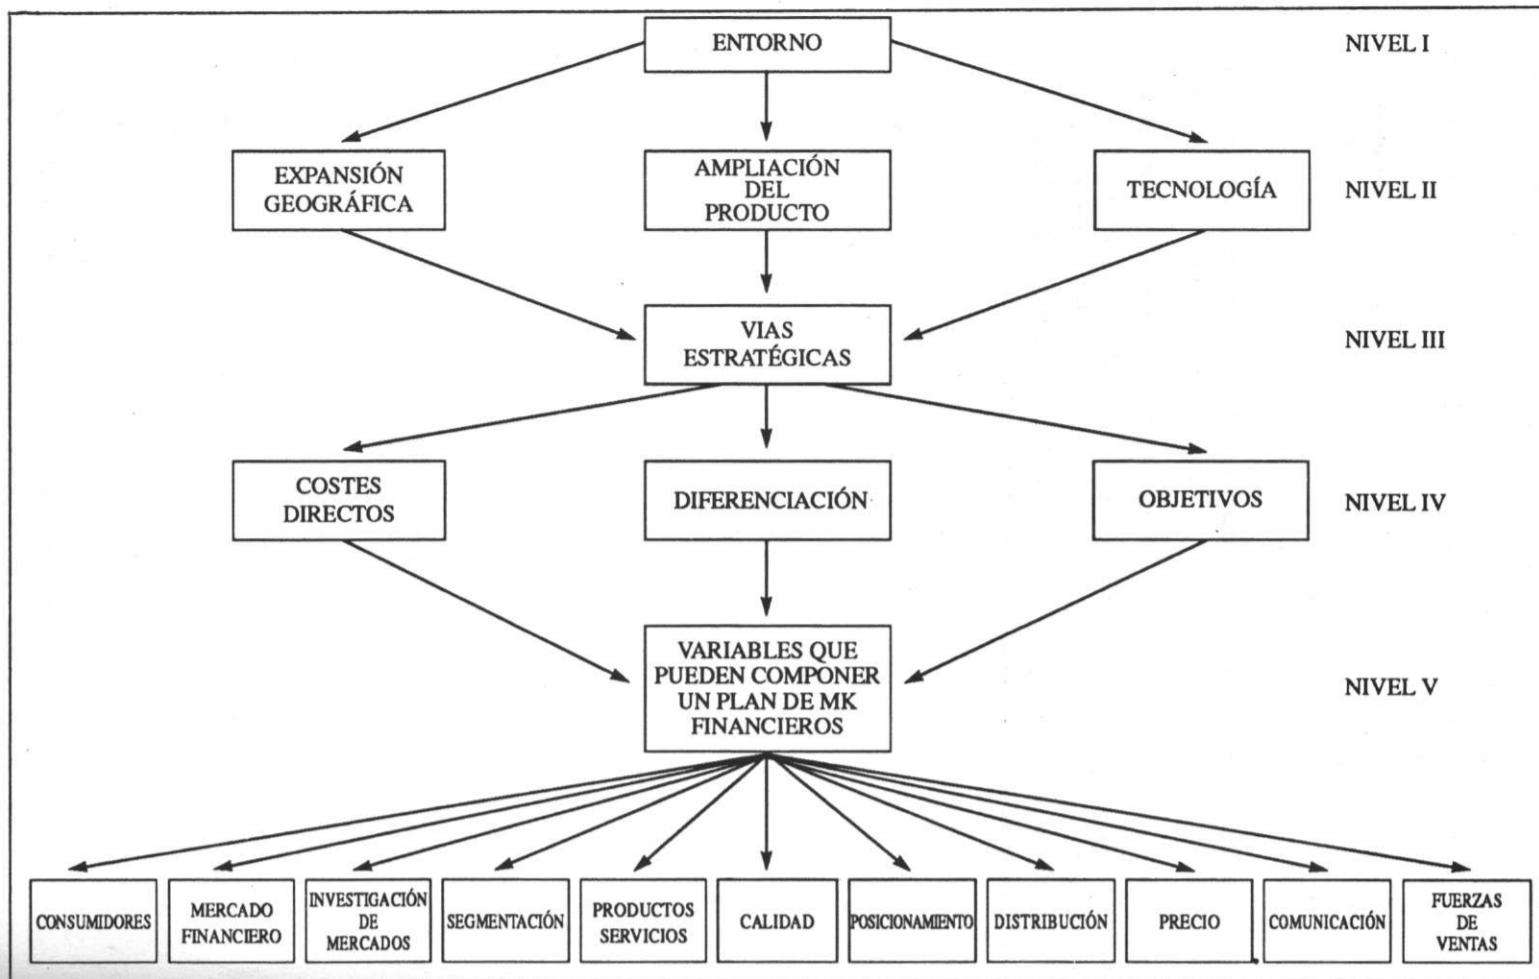 ENTORNO
NIVEL I
EXPANSIÓN
GEOGRÁFICA
AMPLIACIÓN
DEL
PRODUCTO
TECNOLOGÍA
NIVEL II
VIAS
ESTRATÉGICAS
NIVEL III
COSTES
DIRECTOS
DIFERENCIACIÓN
OBJETIVOS
NIVEL IV
VARIABLES QUE
PUEDEN COMPONER
UN PLAN DE MK
FINANCIEROS
NIVEL V
CONSUMIDORES
MERCADO
FINANCIERO
INVESTIGACIÓN
DE
MERCADOS
SEGMENTACIÓN
PRODUCTOS
SERVICIOS
CALIDAD
POSICIONAMIENTO
DISTRIBUCIÓN
PRECIO
COMUNICACIÓN
FUERZAS
DE
VENTAS